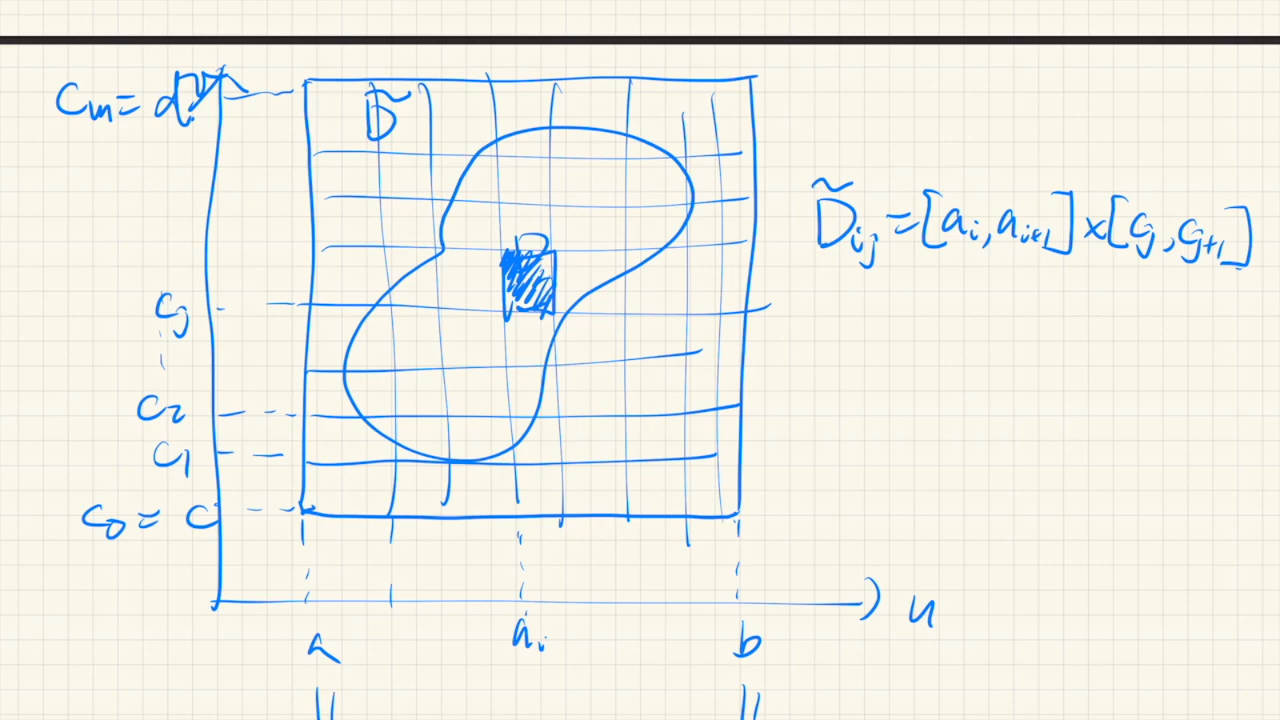 C_m = d
D̃
D̃_ij = [a_i, a_i+1] × [c_j, c_j+1]
D
c_j
⋮
c_2
c_1
c_0 = c
u
a
a_i
b
||
||